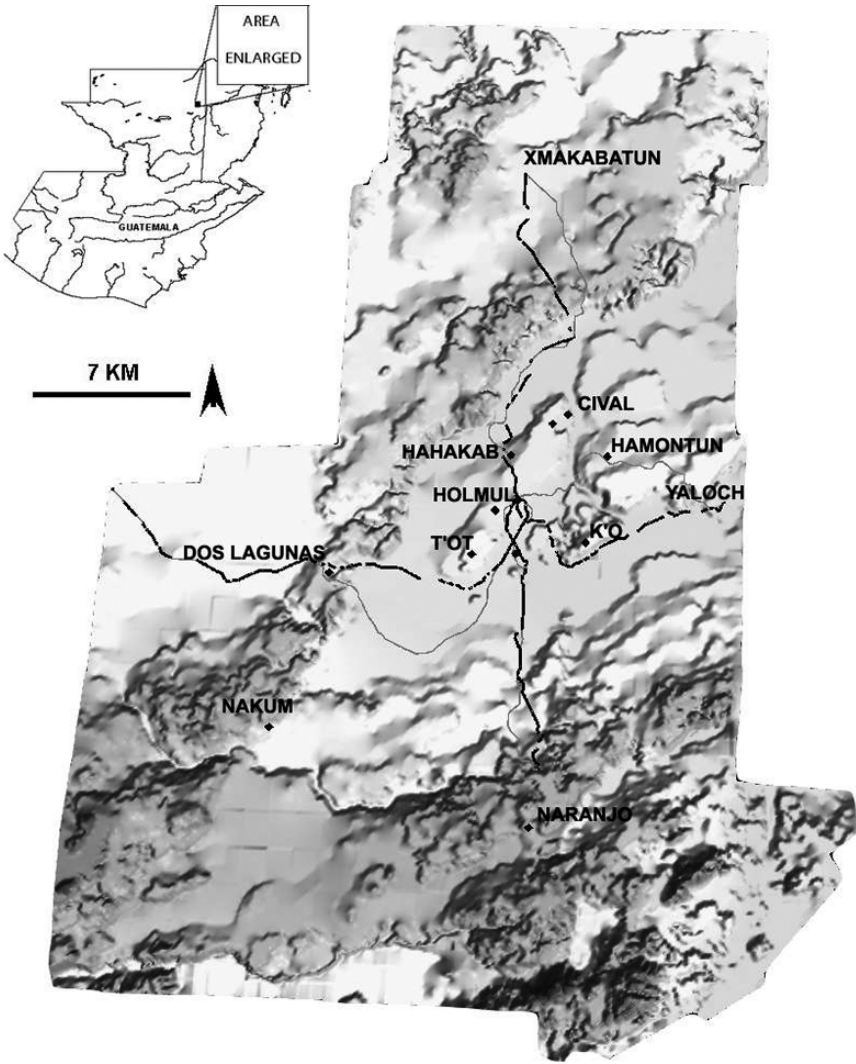 AREA
ENLARGED
GUATEMALA
7 KM
XMAKABATUN
CIVAL
HAHAKAB
HAMONTUN
HOLMUL
YALOCH
K'O
T'OT
DOS LAGUNAS
NAKUM
NARANJO